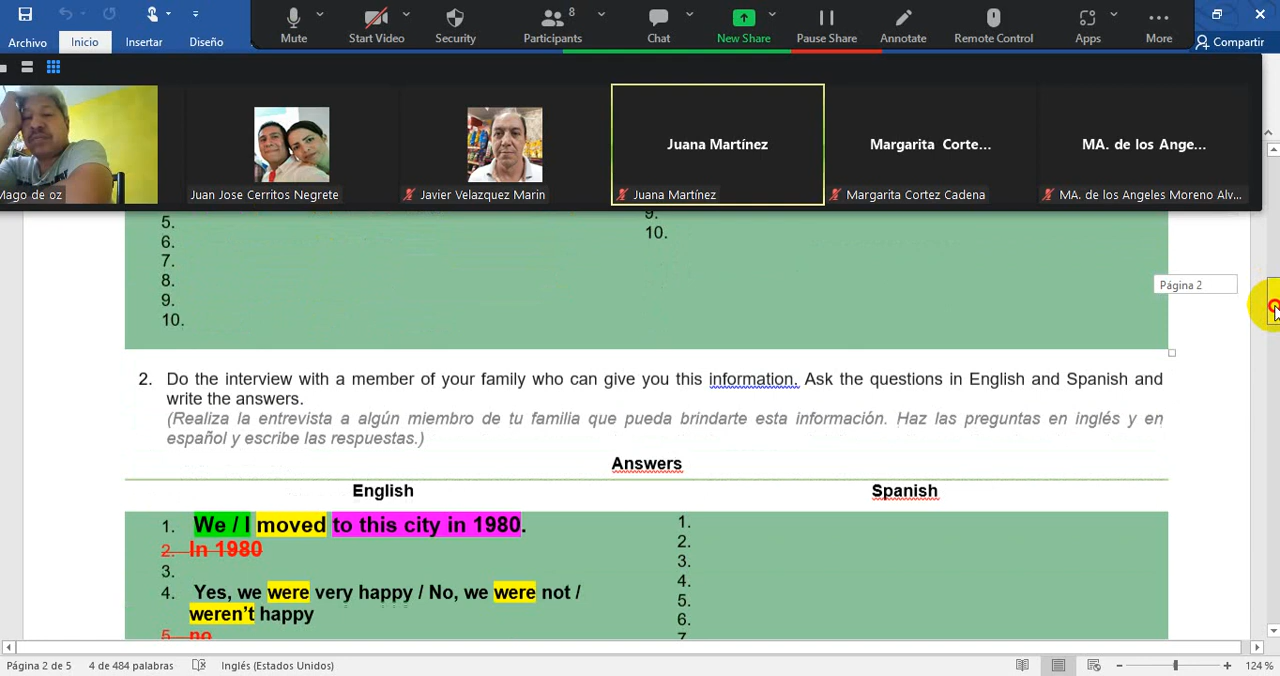 8
Mute
Start Video
Security
Participants
Chat
New Share
Pause Share
Annotate
Remote Control
Apps
More
Archivo
Inicio
Insertar
Diseño
Compartir
Juana Martínez
Margarita Corte...
MA. de los Ange...
Mago de oz
Juan Jose Cerritos Negrete
Javier Velazquez Marin
Juana Martínez
Margarita Cortez Cadena
MA. de los Angeles Moreno Alv...
5.
6.
7.
8.
9.
10.
9.
10.
Página 2
2. Do the interview with a member of your family who can give you this information. Ask the questions in English and Spanish and
write the answers.
(Realiza la entrevista a algún miembro de tu familia que pueda brindarte esta información. Haz las preguntas en inglés y en
español y escribe las respuestas.)
Answers
English
Spanish
1. We / I moved to this city in 1980.
2. In 1980
3.
4. Yes, we were very happy / No, we were not /
weren't happy
5. no
1.
2.
3.
4.
5.
6.
7
Página 2 de 5
4 de 484 palabras
Inglés (Estados Unidos)
124 %